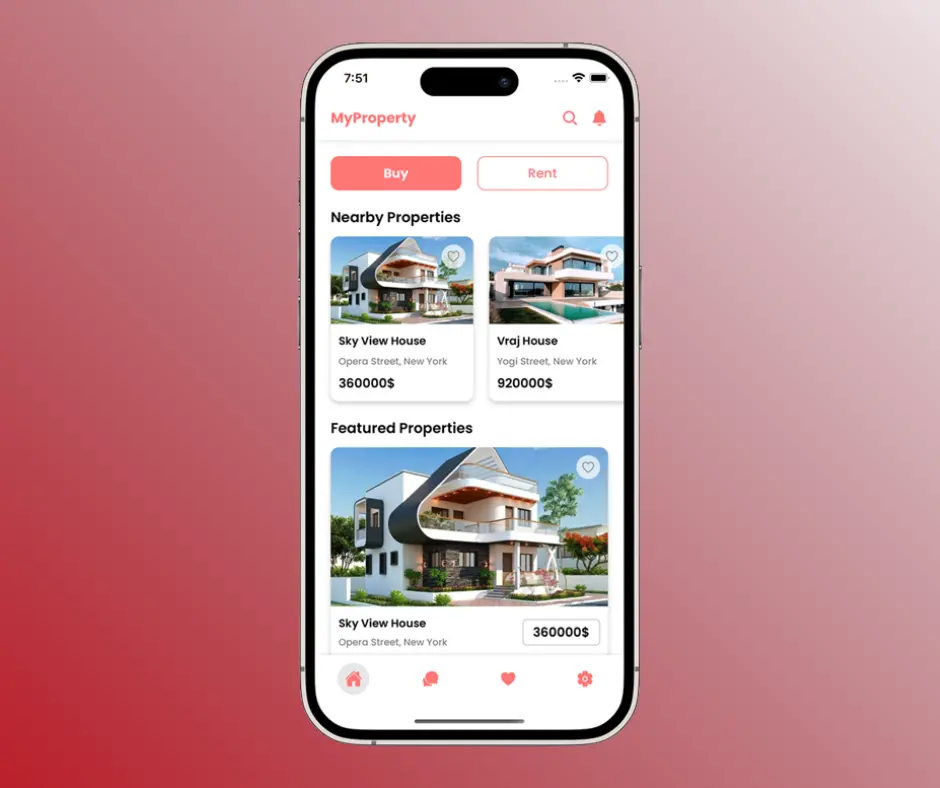 7:51
MyProperty
Buy
Rent
Nearby Properties
Sky View House
Opera Street, New York
360000$
Vraj House
Yogi Street, New York
920000$
Featured Properties
Sky View House
Opera Street, New York
360000$